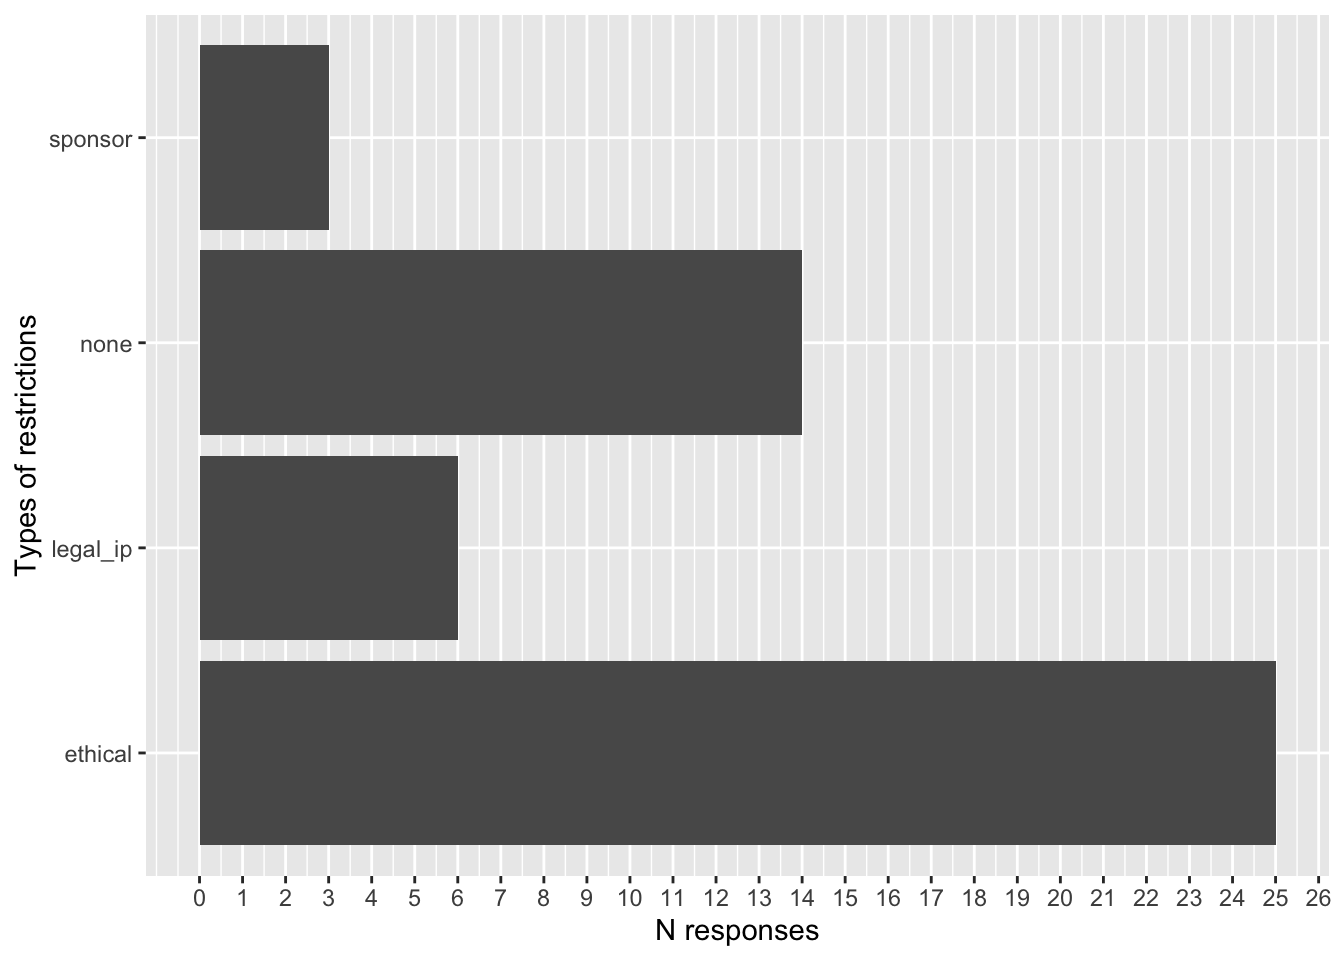 Types of restrictions
sponsor
none
legal_ip
ethical
0 1 2 3 4 5 6 7 8 9 10 11 12 13 14 15 16 17 18 19 20 21 22 23 24 25 26
N responses